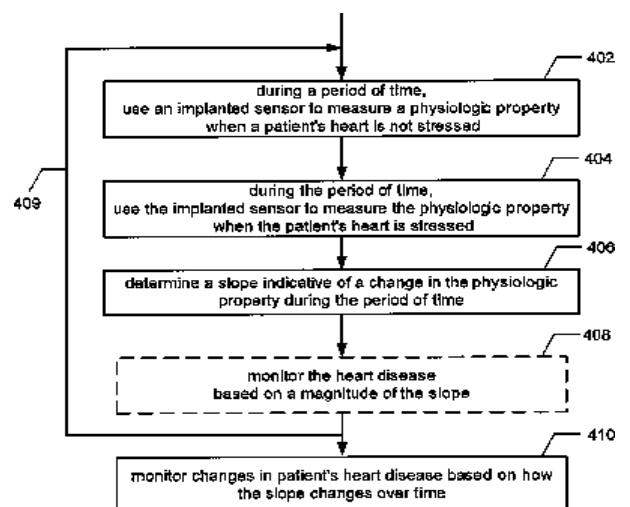 402
during a period of time,
use an implanted sensor to measure a physiologic property
when a patient's heart is not stressed
404
during the period of time,
use the implanted sensor to measure the physiologic property
when the patient's heart is stressed
409
406
determine a slope indicative of a change in the physiologic
property during the period of time
408
monitor the heart disease
based on a magnitude of the slope
410
monitor changes in patient's heart disease based on how
the slope changes over time